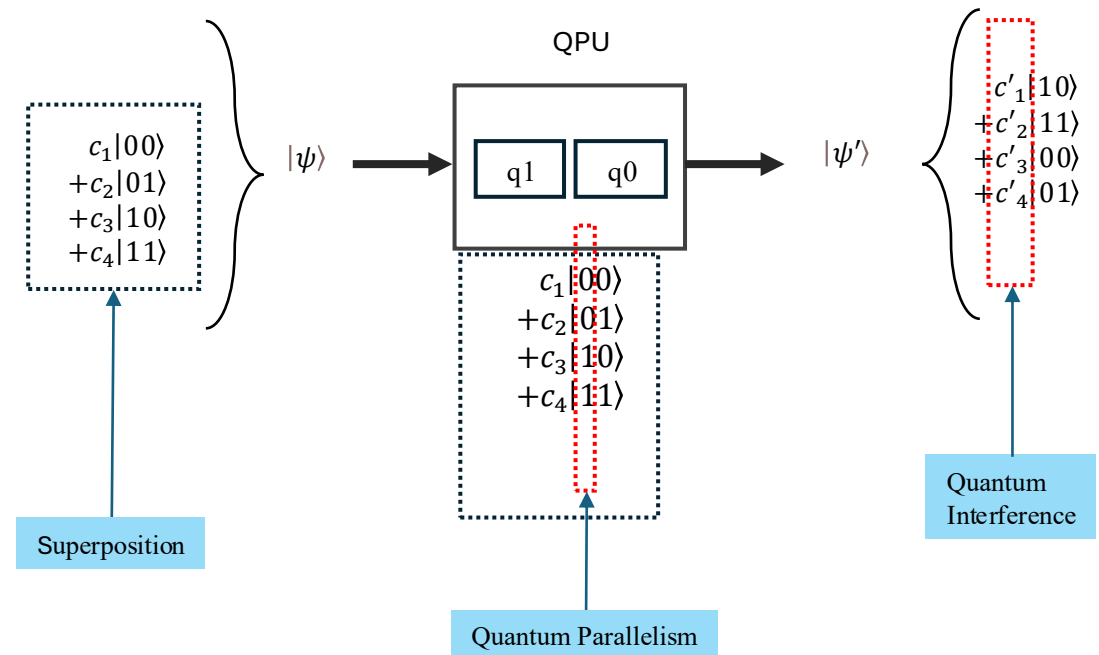 QPU
c₁|00⟩
+c₂|01⟩
+c₃|10⟩
+c₄|11⟩
|ψ⟩
q1
q0
|ψ′⟩
c′₁|10⟩
+c′₂|11⟩
+c′₃|00⟩
+c′₄|01⟩
c₁|00⟩
+c₂|01⟩
+c₃|10⟩
+c₄|11⟩
Superposition
Quantum Parallelism
Quantum
Interference